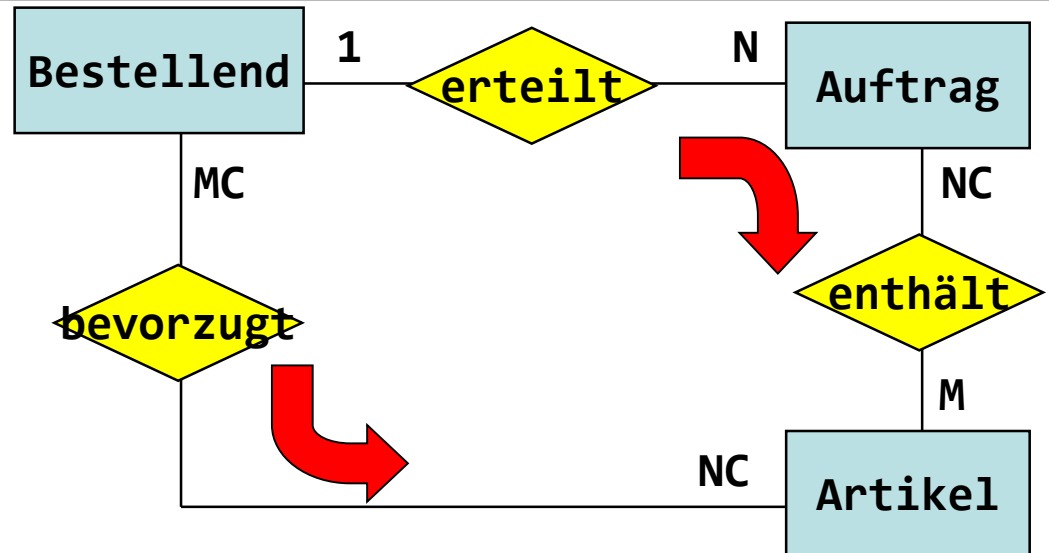 Bestellend 1 erteilt N Auftrag
MC NC
bevorzugt enthält
M
NC Artikel